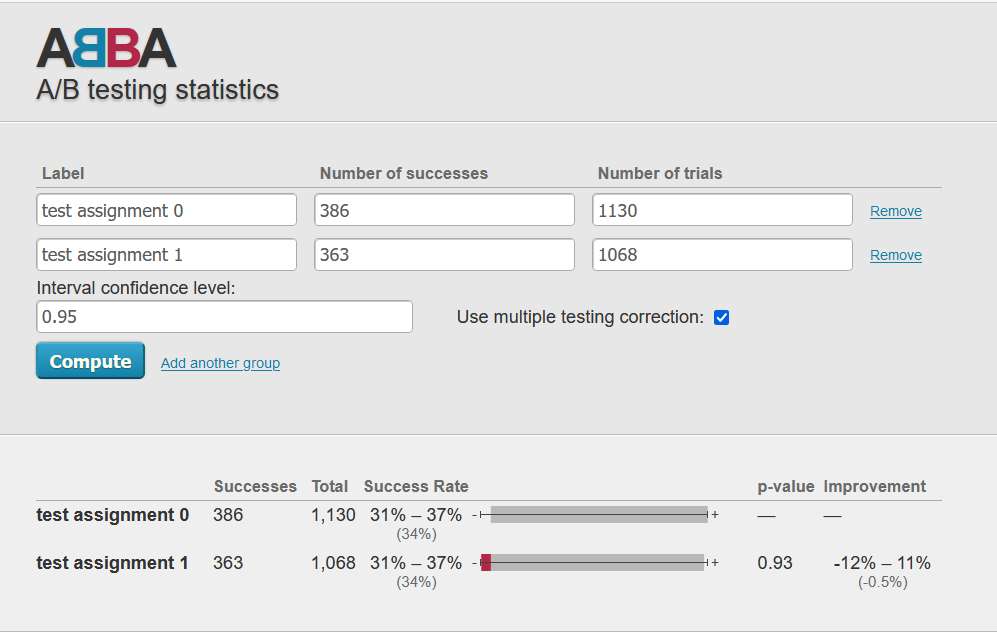 ABBA
A/B testing statistics
Label Number of successes Number of trials
test assignment 0 386 1130 Remove
test assignment 1 363 1068 Remove
Interval confidence level:
0.95 Use multiple testing correction:
Compute Add another group
Successes Total Success Rate p-value Improvement
test assignment 0 386 1,130 31% – 37% - + — —
(34%)
test assignment 1 363 1,068 31% – 37% - + 0.93 -12% – 11%
(34%) (-0.5%)